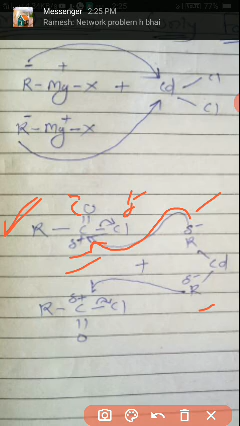 Messenger . 2:25 PM
Ramesh: Network problem h bhai
- +
R-Mg-X + Cd Cl
Cl
- +
R-Mg-X
O
||
R — C — Cl δ-
δ+ R
+ Cd
δ+ δ-
R — C — Cl R
||
O